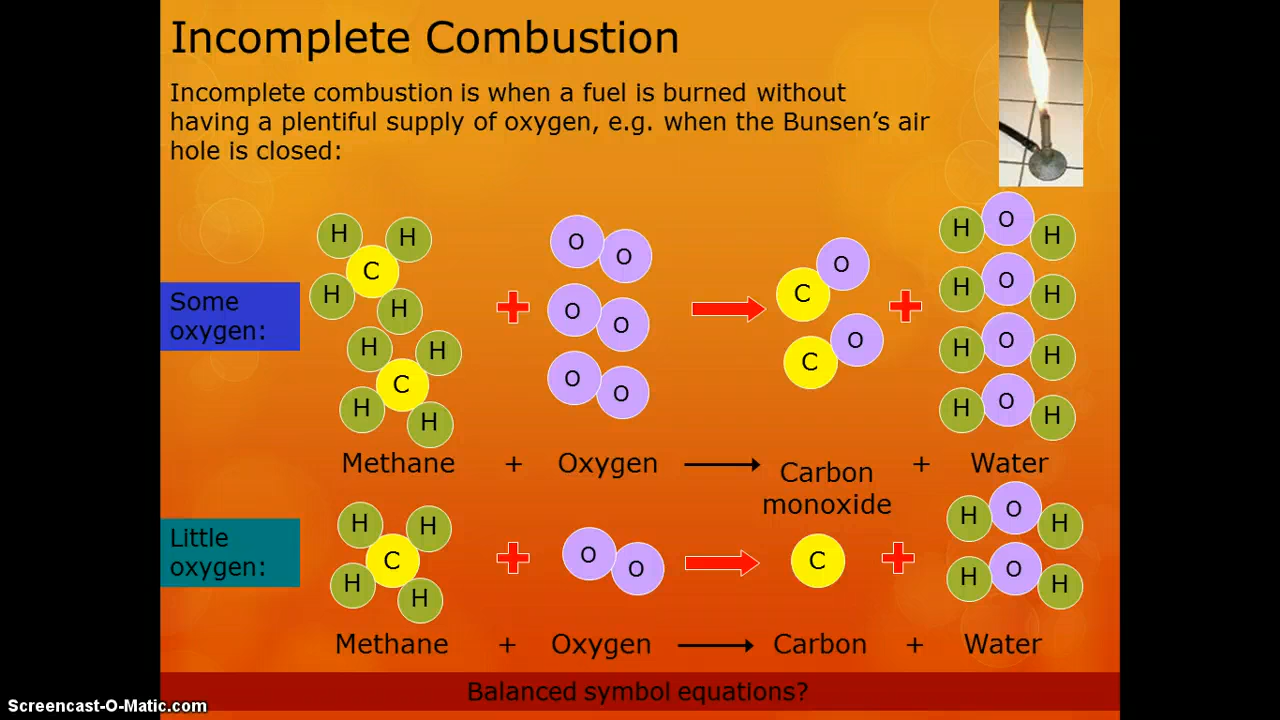 Incomplete Combustion
Incomplete combustion is when a fuel is burned without
having a plentiful supply of oxygen, e.g. when the Bunsen's air
hole is closed:
Some
oxygen:
H H
C
H H
H H
C
H H
+
O O
O O
O O
C O
C O
+
H O H
H O H
H O H
H O H
Methane + Oxygen → Carbon monoxide + Water
Little
oxygen:
H H
C
H H
+
O O
C
+
H O H
H O H
Methane + Oxygen → Carbon + Water
Balanced symbol equations?
Screencast-O-Matic.com